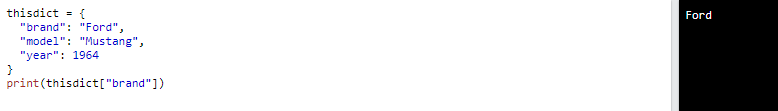 thisdict = {
  "brand": "Ford",
  "model": "Mustang",
  "year": 1964
}
print(thisdict["brand"])
Ford